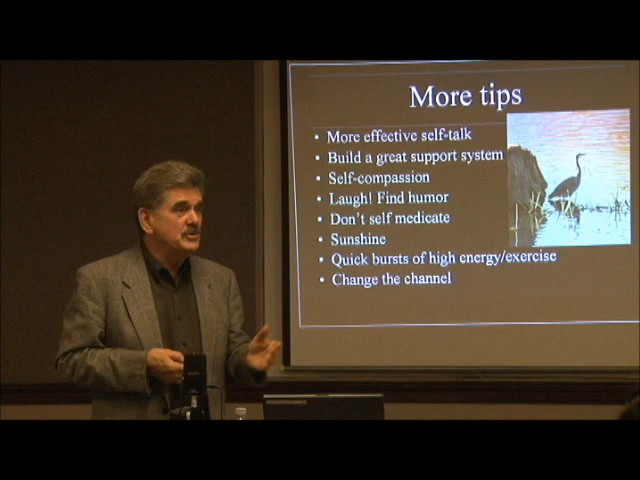 More tips
• More effective self-talk
• Build a great support system
• Self-compassion
• Laugh! Find humor
• Don't self medicate
• Sunshine
• Quick bursts of high energy/exercise
• Change the channel